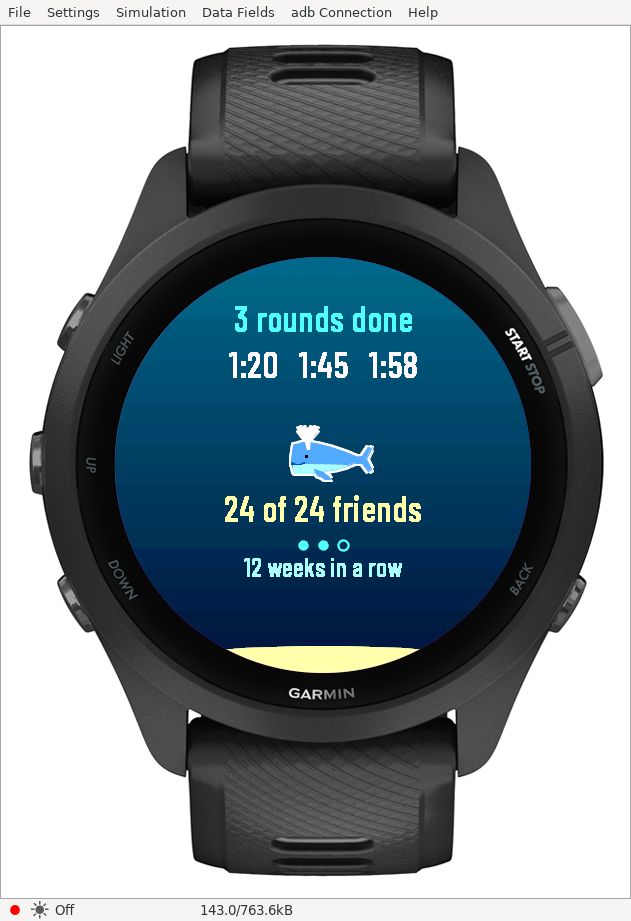 File Settings Simulation Data Fields adb Connection Help
START STOP
LIGHT
3 rounds done
1:20 1:45 1:58
UP
24 of 24 friends
12 weeks in a row
DOWN
BACK
GARMIN
Off 143.0/763.6kB